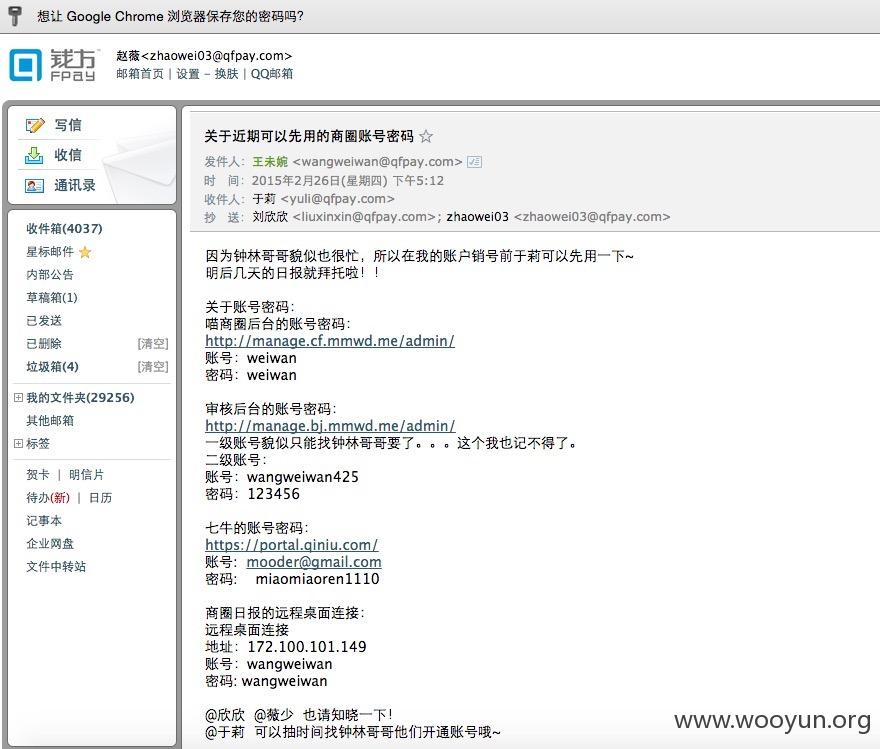 想让 Google Chrome 浏览器保存您的密码吗?
钱方
FPay
赵薇<zhaowei03@qfpay.com>
邮箱首页 | 设置 - 换肤 | QQ邮箱
写信
收信
通讯录
收件箱(4037)
星标邮件
内部公告
草稿箱(1)
已发送
已删除 [清空]
垃圾箱(4) [清空]
我的文件夹(29256)
其他邮箱
标签
贺卡 | 明信片
待办(新) | 日历
记事本
企业网盘
文件中转站
关于近期可以先用的商圈账号密码
发件人: 王未婉 <wangweiwan@qfpay.com>
时 间: 2015年2月26日(星期四) 下午5:12
收件人: 于莉 <yuli@qfpay.com>
抄 送: 刘欣欣 <liuxinxin@qfpay.com>; zhaowei03 <zhaowei03@qfpay.com>
因为钟林哥哥貌似也很忙，所以在我的账户销号前于莉可以先用一下~
明后几天的日报就拜托啦！！
关于账号密码:
喵商圈后台的账号密码:
http://manage.cf.mmwd.me/admin/
账号: weiwan
密码: weiwan
审核后台的账号密码:
http://manage.bj.mmwd.me/admin/
一级账号貌似只能找钟林哥哥要了。。。这个我也记不得了。
二级账号:
账号: wangweiwan425
密码: 123456
七牛的账号密码:
https://portal.qiniu.com/
账号: mooder@gmail.com
密码: miaomiaoren1110
商圈日报的远程桌面连接:
远程桌面连接
地址: 172.100.101.149
账号: wangweiwan
密码: wangweiwan
@欣欣 @薇少 也请知晓一下！
@于莉 可以抽时间找钟林哥哥他们开通账号哦~
www.wooyun.org